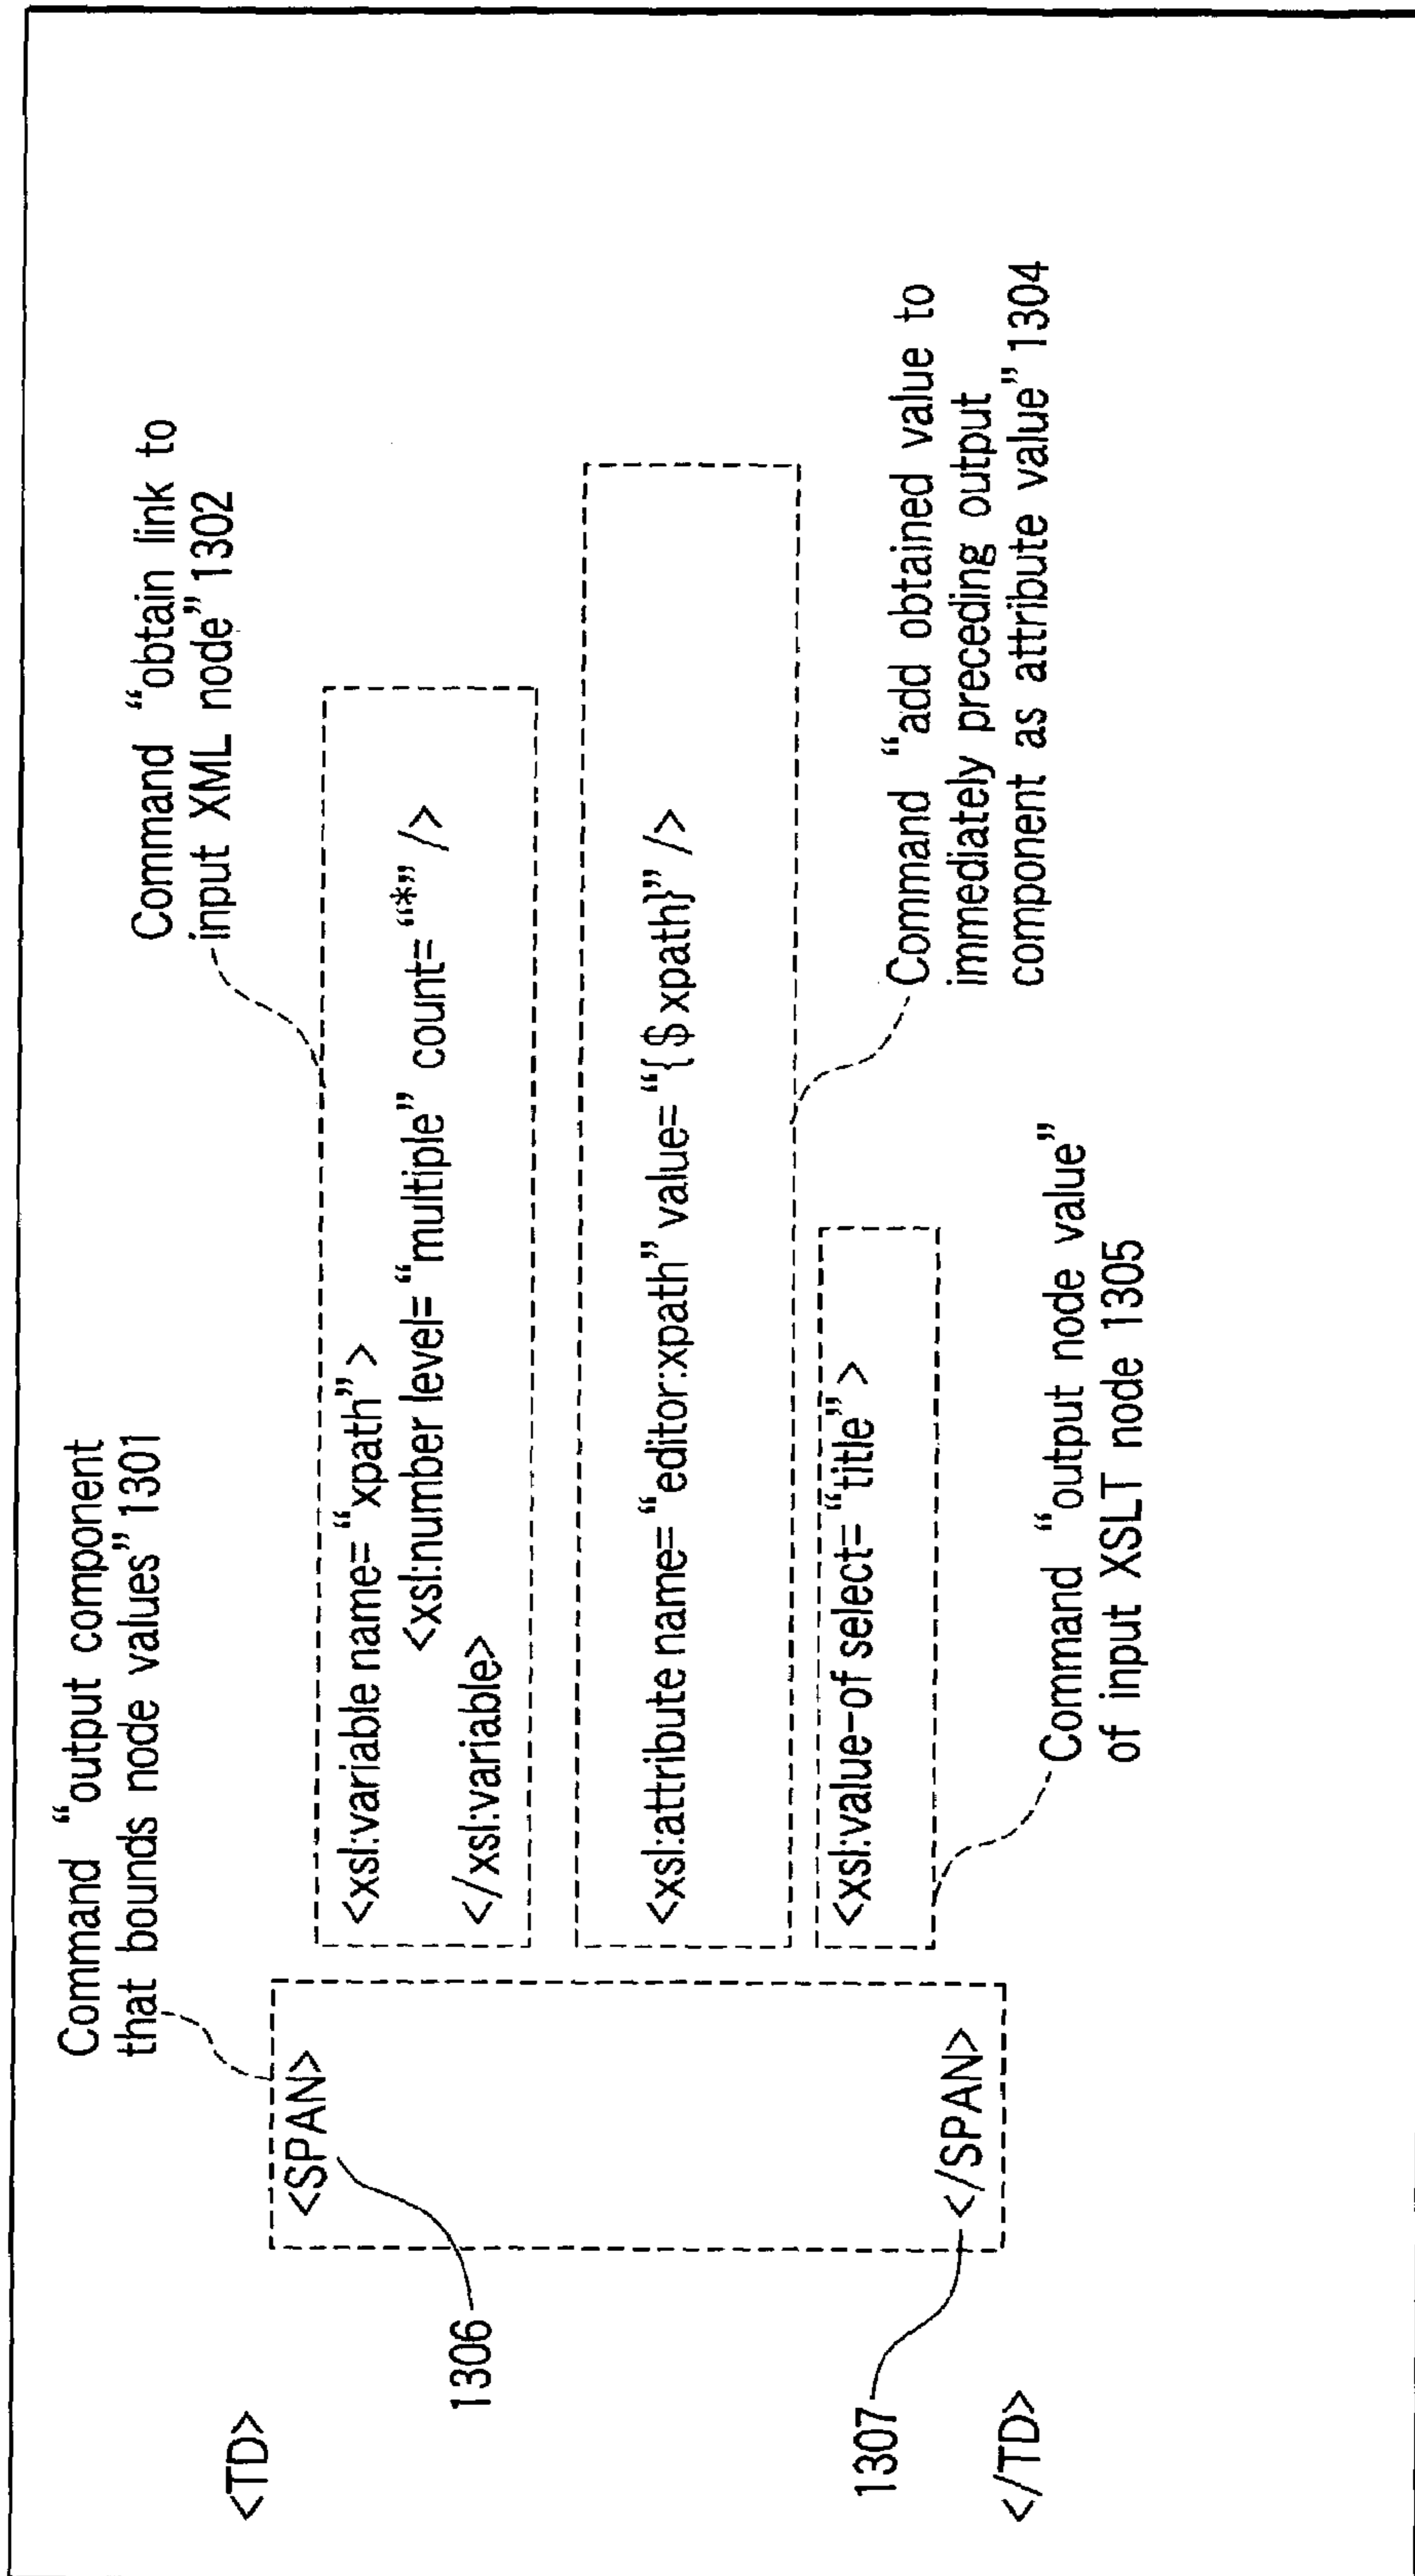 Command “output component
that bounds node values” 1301
Command “obtain link to
input XML node” 1302
<TD>
<SPAN>
1306
<xsl:variable name=“xpath” >
<xsl:number level=“multiple” count=“*” />
</xsl:variable>
<xsl:attribute name=“editor:xpath” value=“{$xpath}” />
<xsl:value-of select=“title” >
1307
</SPAN>
</TD>
Command “add obtained value to
immediately preceding output
component as attribute value” 1304
Command “output node value”
of input XSLT node 1305